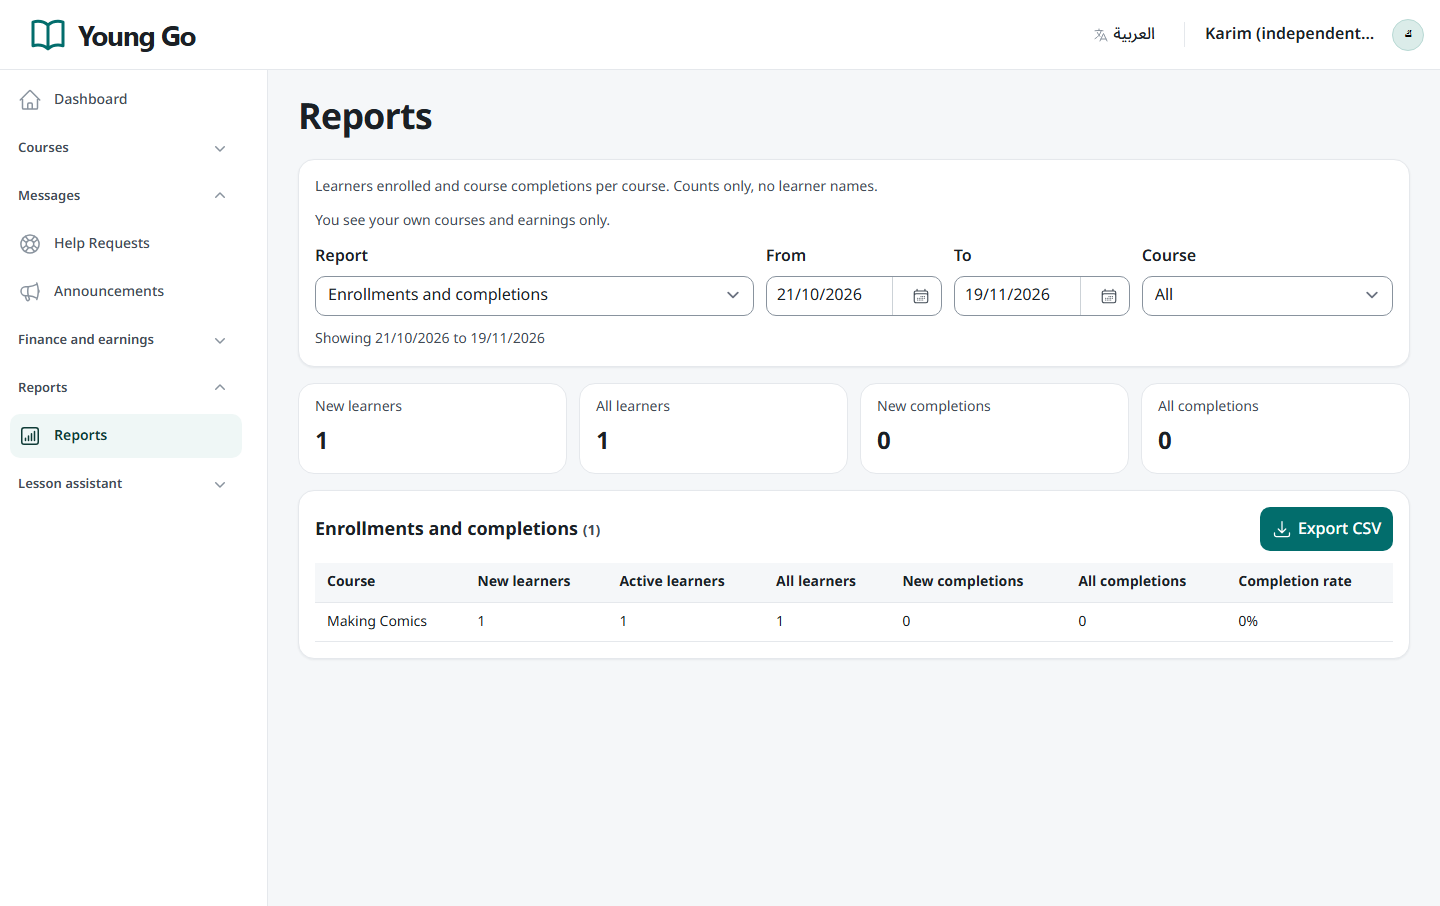 Young Go
العربية
Karim (independent...
Dashboard
Courses
Messages
Help Requests
Announcements
Finance and earnings
Reports
Reports
Lesson assistant
Reports
Learners enrolled and course completions per course. Counts only, no learner names.
You see your own courses and earnings only.
Report From To Course
Enrollments and completions 21/10/2026 19/11/2026 All
Showing 21/10/2026 to 19/11/2026
New learners All learners New completions All completions
1 1 0 0
Enrollments and completions (1)
Export CSV
Course New learners Active learners All learners New completions All completions Completion rate
Making Comics 1 1 1 0 0 0%